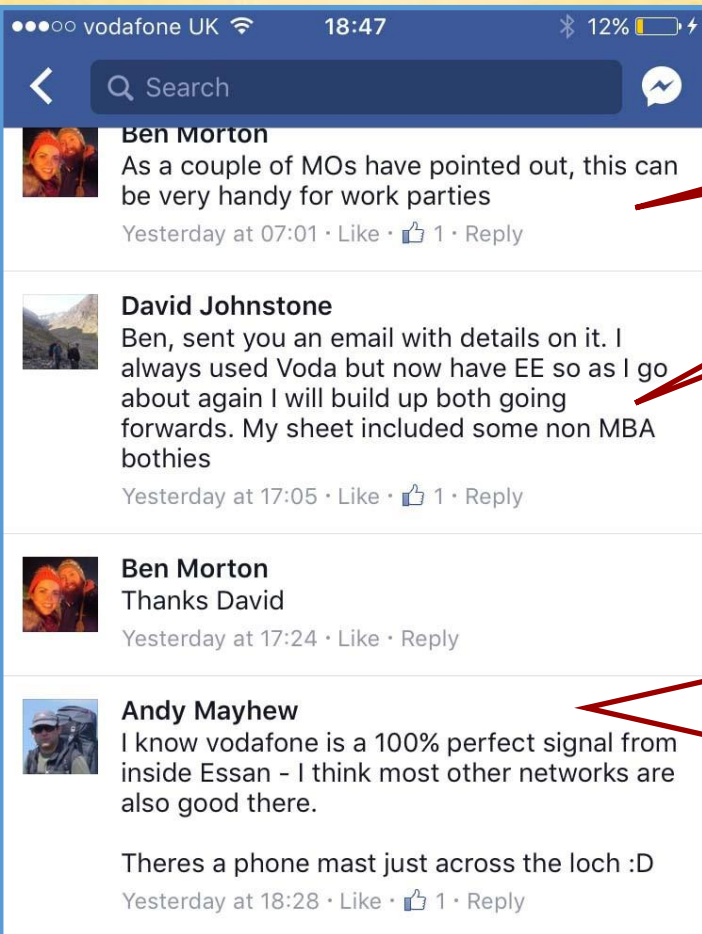 vodafone UK 18:47 12%
Search
Ben Morton
As a couple of MOs have pointed out, this can
be very handy for work parties
Yesterday at 07:01 · Like · 1 · Reply
David Johnstone
Ben, sent you an email with details on it. I
always used Voda but now have EE so as I go
about again I will build up both going
forwards. My sheet included some non MBA
bothies
Yesterday at 17:05 · Like · 1 · Reply
Ben Morton
Thanks David
Yesterday at 17:24 · Like · Reply
Andy Mayhew
I know vodafone is a 100% perfect signal from
inside Essan - I think most other networks are
also good there.
Theres a phone mast just across the loch :D
Yesterday at 18:28 · Like · 1 · Reply